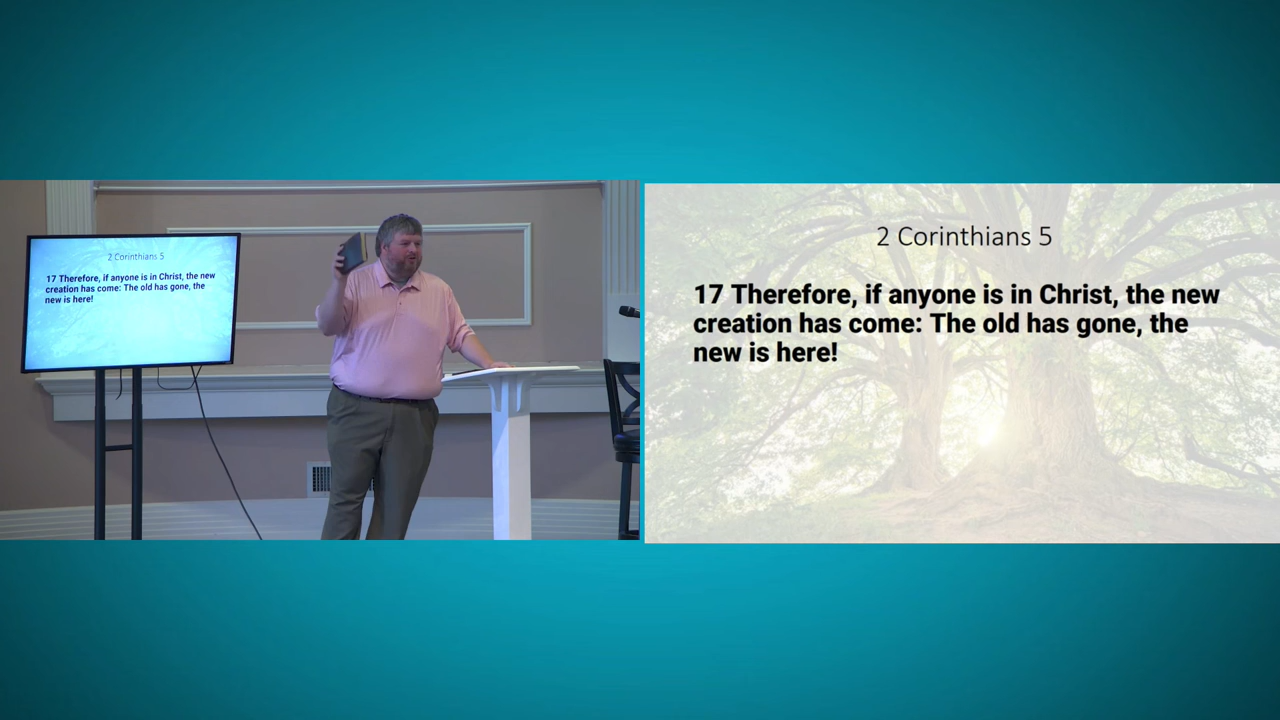 2 Corinthians 5
17 Therefore, if anyone is in Christ, the new
creation has come: The old has gone, the
new is here!
2 Corinthians 5
17 Therefore, if anyone is in Christ, the new
creation has come: The old has gone, the
new is here!